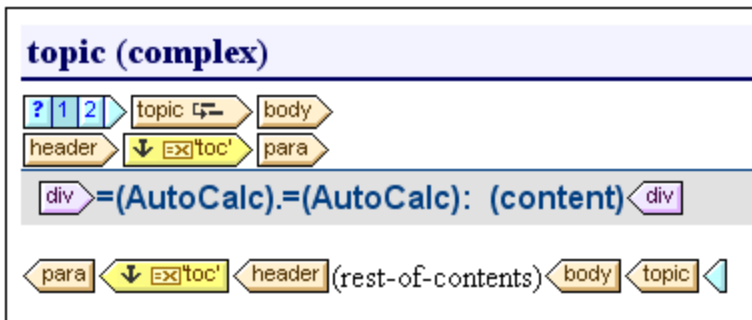 topic (complex)
? 1 2 topic body
header 'toc' para
div =(AutoCalc).=(AutoCalc): (content) div
para 'toc' header (rest-of-contents) body topic